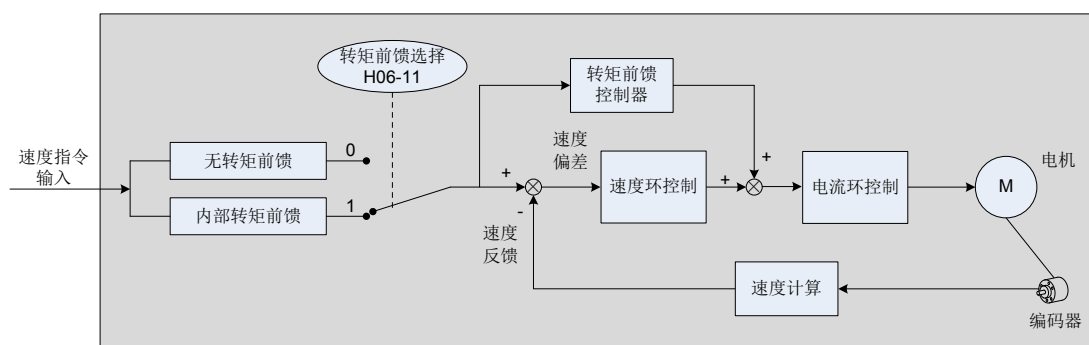 转矩前馈选择
H06-11
转矩前馈
控制器
速度指令
输入
无转矩前馈
0
内部转矩前馈
1
+
-
速度
偏差
速度环控制
+
+
电流环控制
电机
M
速度
反馈
速度计算
编码器